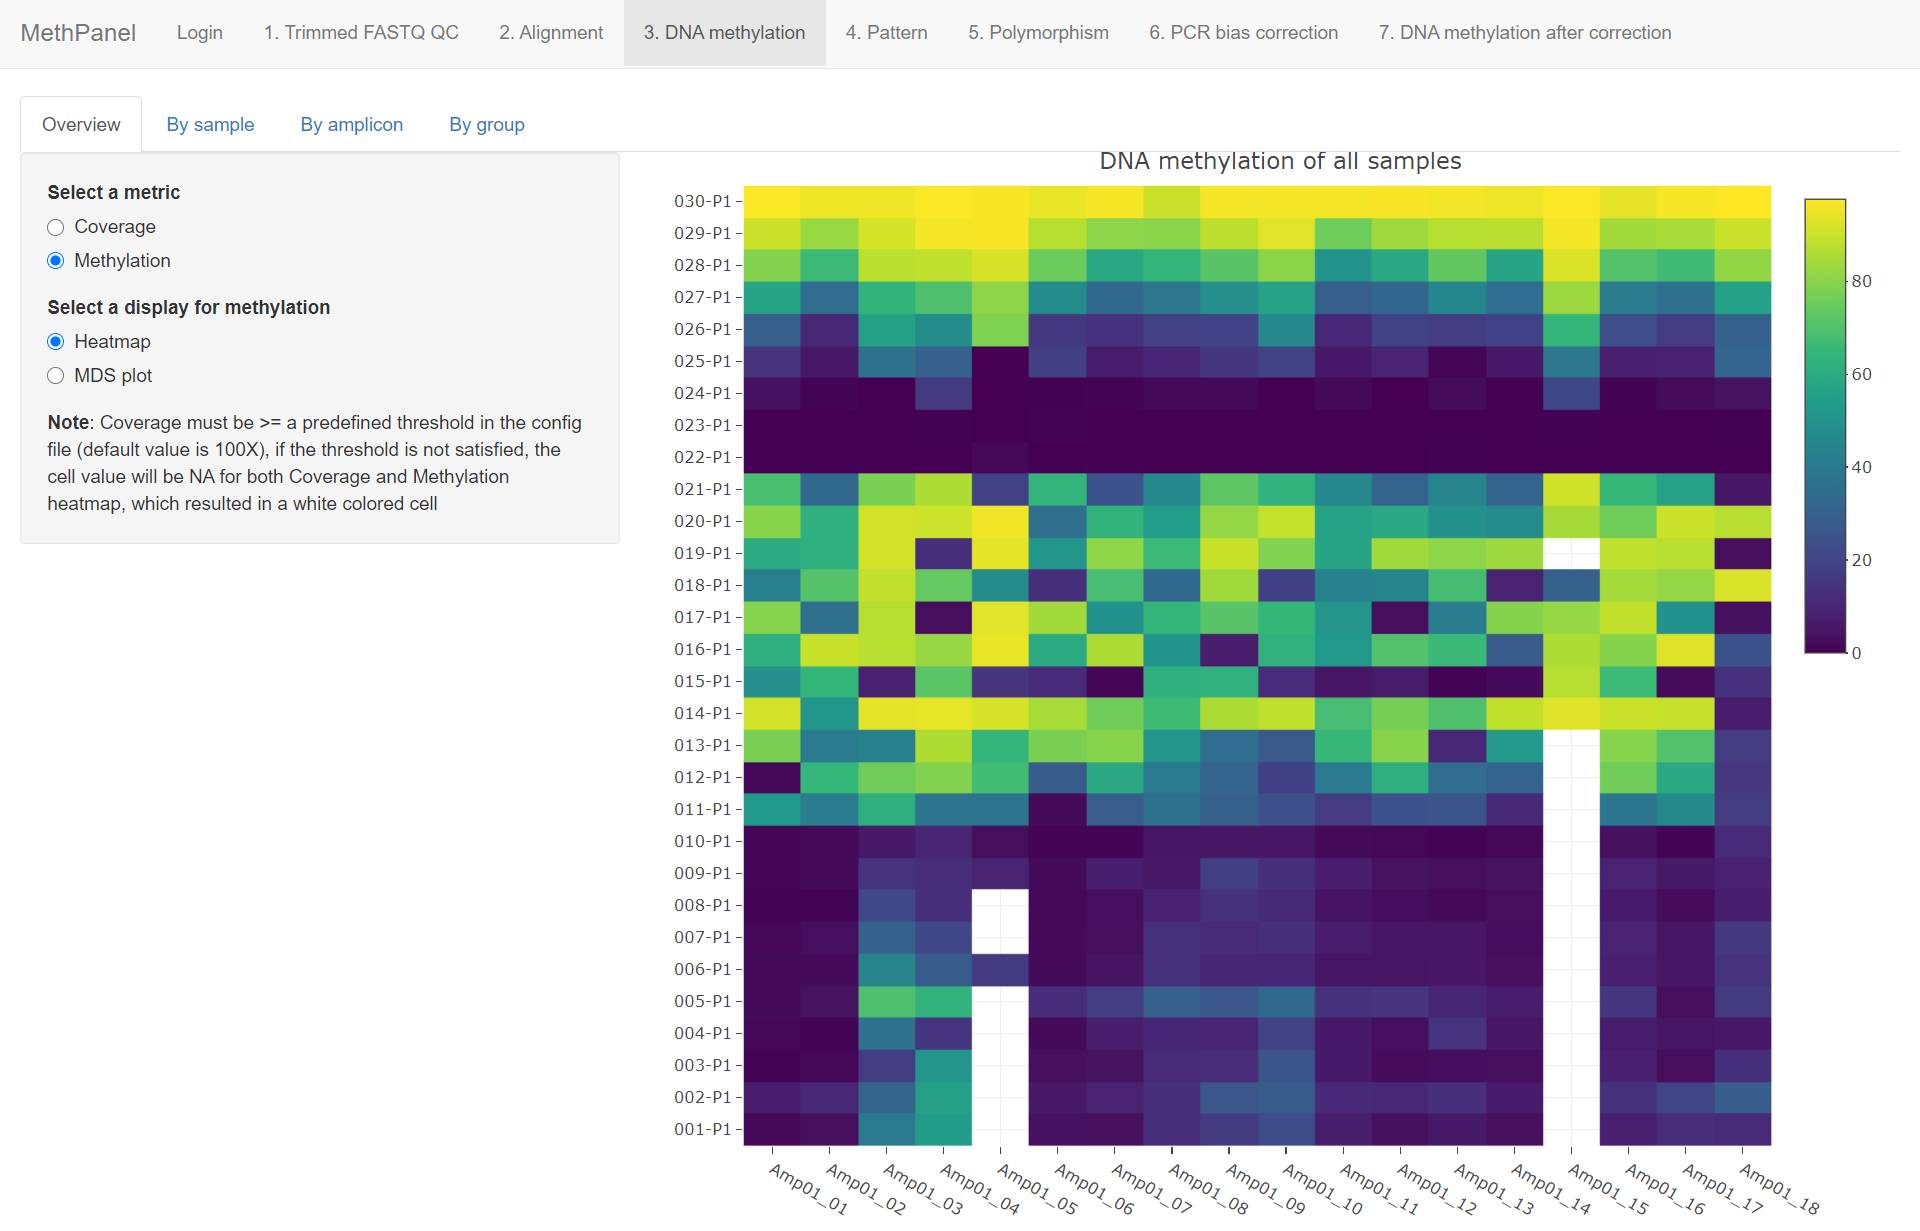 MethPanel Login 1. Trimmed FASTQ QC 2. Alignment 3. DNA methylation 4. Pattern 5. Polymorphism 6. PCR bias correction 7. DNA methylation after correction
Overview By sample By amplicon By group
Select a metric
Coverage
Methylation
Select a display for methylation
Heatmap
MDS plot
Note: Coverage must be >= a predefined threshold in the config
file (default value is 100X), if the threshold is not satisfied, the
cell value will be NA for both Coverage and Methylation
heatmap, which resulted in a white colored cell
DNA methylation of all samples
030-P1
029-P1
028-P1
027-P1
026-P1
025-P1
024-P1
023-P1
022-P1
021-P1
020-P1
019-P1
018-P1
017-P1
016-P1
015-P1
014-P1
013-P1
012-P1
011-P1
010-P1
009-P1
008-P1
007-P1
006-P1
005-P1
004-P1
003-P1
002-P1
001-P1
Amp01_01
Amp01_02
Amp01_03
Amp01_04
Amp01_05
Amp01_06
Amp01_07
Amp01_08
Amp01_09
Amp01_10
Amp01_11
Amp01_12
Amp01_13
Amp01_14
Amp01_15
Amp01_16
Amp01_17
Amp01_18
80
60
40
20
0